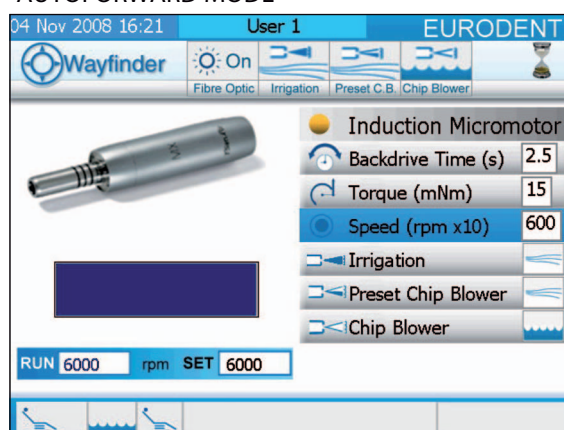 AUTOFORWARD MODE
04 Nov 2008 16:21 User 1 EURODENT
Wayfinder On
Fibre Optic Irrigation Preset C.B. Chip Blower
Induction Micromotor
Backdrive Time (s) 2.5
Torque (mNm) 15
Speed (rpm x10) 600
Irrigation
Preset Chip Blower
Chip Blower
RUN 6000 rpm SET 6000